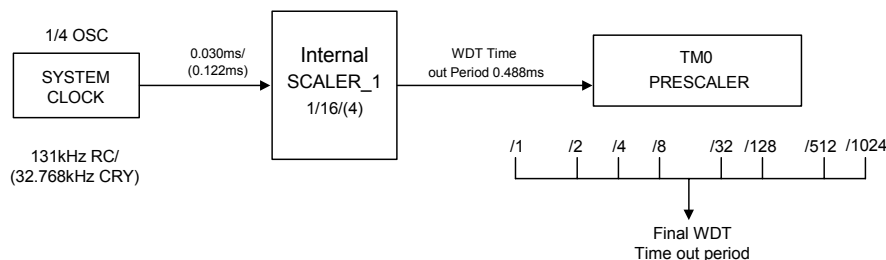 1/4 OSC
SYSTEM
CLOCK
131kHz RC/
(32.768kHz CRY)
0.030ms/
(0.122ms)
Internal
SCALER_1
1/16/(4)
WDT Time
out Period 0.488ms
TM0
PRESCALER
/1 /2 /4 /8 /32 /128 /512 /1024
Final WDT
Time out period